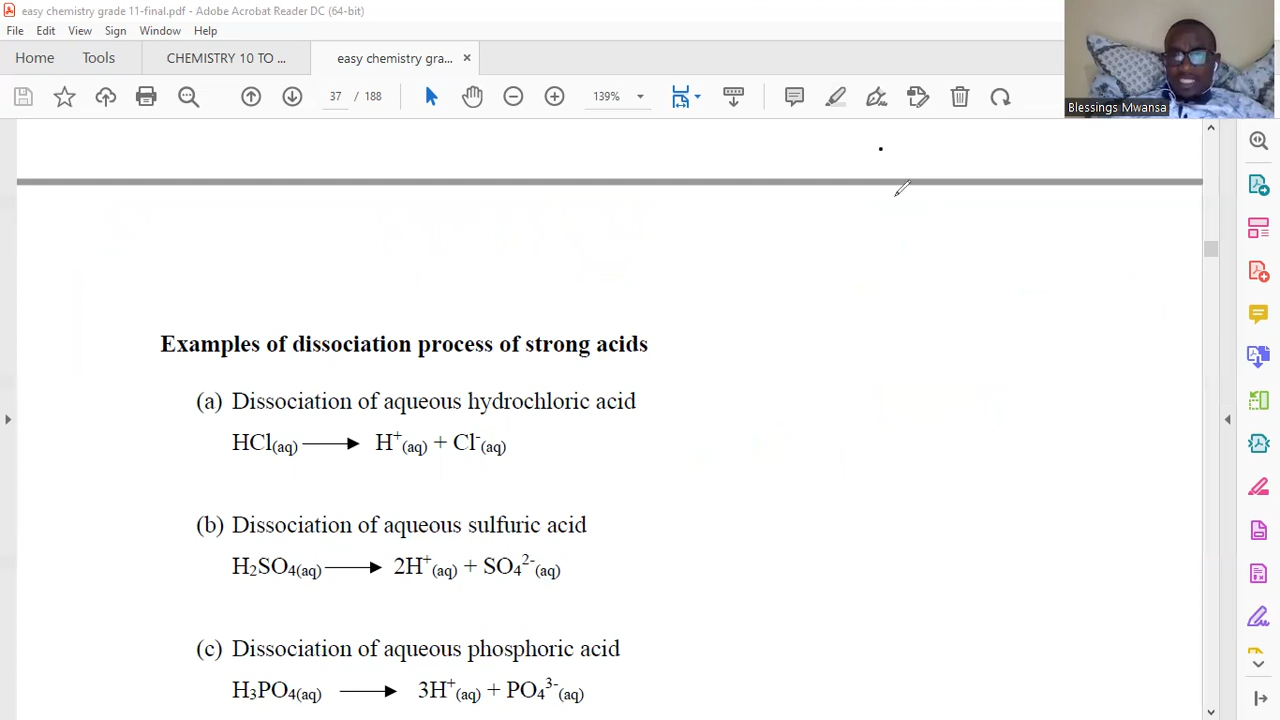 easy chemistry grade 11-final.pdf - Adobe Acrobat Reader DC (64-bit)
File Edit View Sign Window Help
Home Tools CHEMISTRY 10 TO ... easy chemistry gra... ×
37 / 188 139%
Blessings Mwansa
Examples of dissociation process of strong acids
(a) Dissociation of aqueous hydrochloric acid
HCl(aq) ⟶ H⁺(aq) + Cl⁻(aq)
(b) Dissociation of aqueous sulfuric acid
H₂SO₄(aq) ⟶ 2H⁺(aq) + SO₄²⁻(aq)
(c) Dissociation of aqueous phosphoric acid
H₃PO₄(aq) ⟶ 3H⁺(aq) + PO₄³⁻(aq)